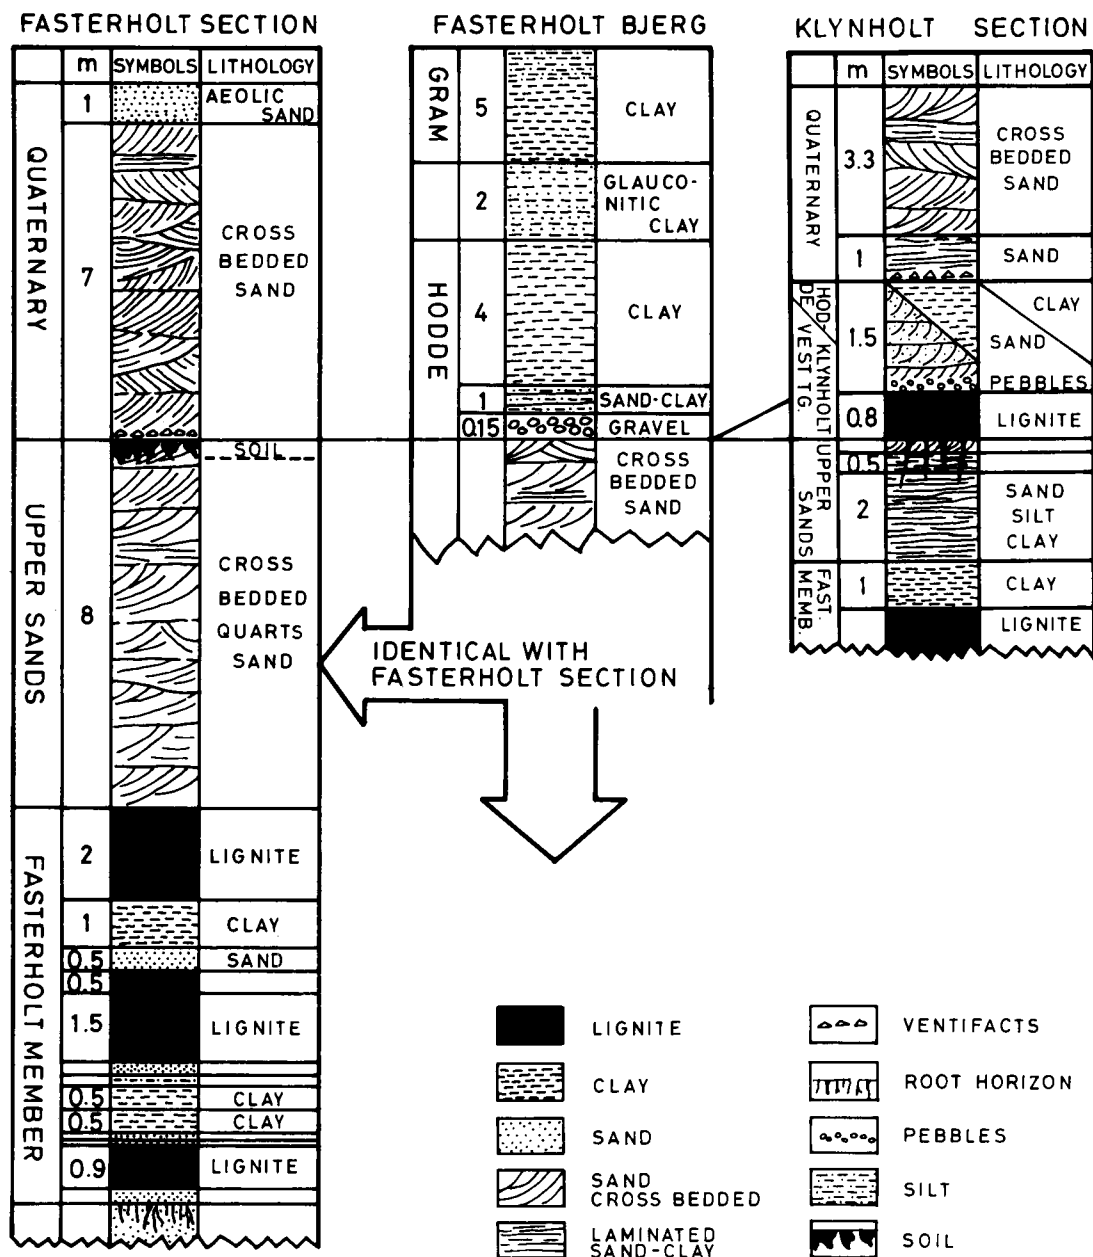 FASTERHOLT SECTION
m SYMBOLS LITHOLOGY
QUATERNARY
1
AEOLIC
SAND
7
CROSS
BEDDED
SAND
SOIL
UPPER SANDS
8
CROSS
BEDDED
QUARTS
SAND
FASTERHOLT MEMBER
2 LIGNITE
1 CLAY
0.5 SAND
0.5
1.5 LIGNITE
0.5 CLAY
0.5 CLAY
0.9 LIGNITE
FASTERHOLT BJERG
GRAM
5 CLAY
2
GLAUCO-
NITIC
CLAY
HODDE
4 CLAY
1 SAND-CLAY
0.15 GRAVEL
CROSS
BEDDED
SAND
IDENTICAL WITH
FASTERHOLT SECTION
KLYNHOLT SECTION
m SYMBOLS LITHOLOGY
QUATERNARY
3.3
CROSS
BEDDED
SAND
1 SAND
HOD-
DE
KLYNHOLT
VEST TG.
1.5
CLAY
SAND
PEBBLES
0.8 LIGNITE
UPPER
SANDS
0.5
2
SAND
SILT
CLAY
FAST.
MEMB.
1 CLAY
LIGNITE
LIGNITE
CLAY
SAND
SAND
CROSS BEDDED
LAMINATED
SAND-CLAY
VENTIFACTS
ROOT HORIZON
PEBBLES
SILT
SOIL